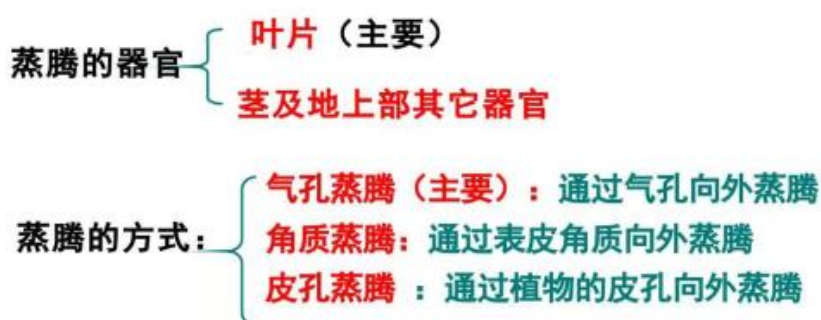 叶片（主要）
蒸腾的器官
茎及地上部其它器官
气孔蒸腾（主要）：通过气孔向外蒸腾
蒸腾的方式：角质蒸腾：通过表皮角质向外蒸腾
皮孔蒸腾 ：通过植物的皮孔向外蒸腾